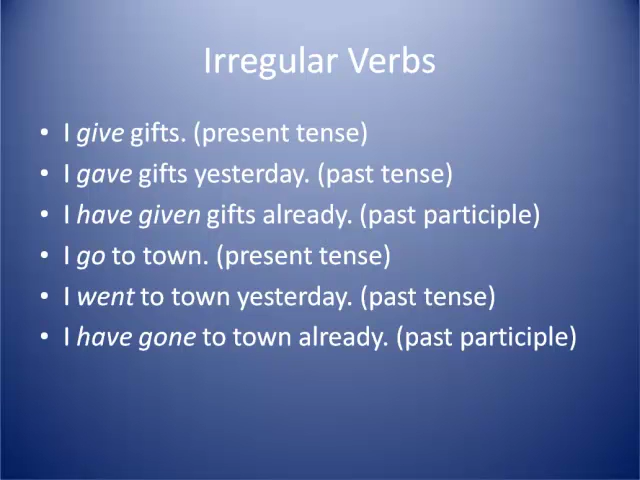 Irregular Verbs
• I give gifts. (present tense)
• I gave gifts yesterday. (past tense)
• I have given gifts already. (past participle)
• I go to town. (present tense)
• I went to town yesterday. (past tense)
• I have gone to town already. (past participle)